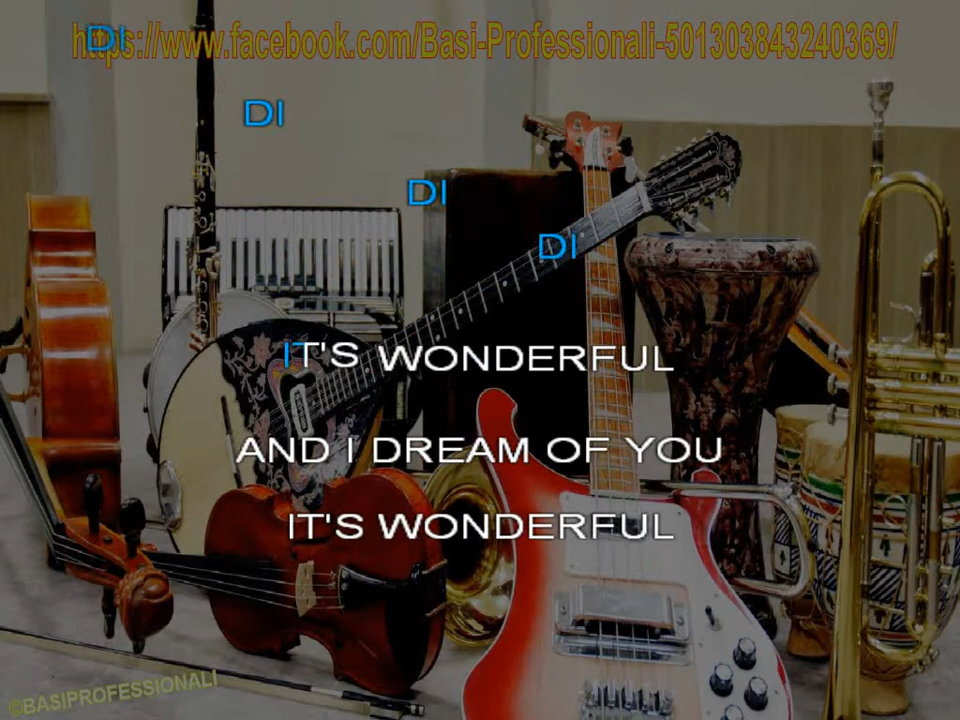 https://www.facebook.com/Basi-Professionali-501303843240369/
DI
DI
DI
DI
IT'S WONDERFUL
AND I DREAM OF YOU
IT'S WONDERFUL
©BASIPROFESSIONALI